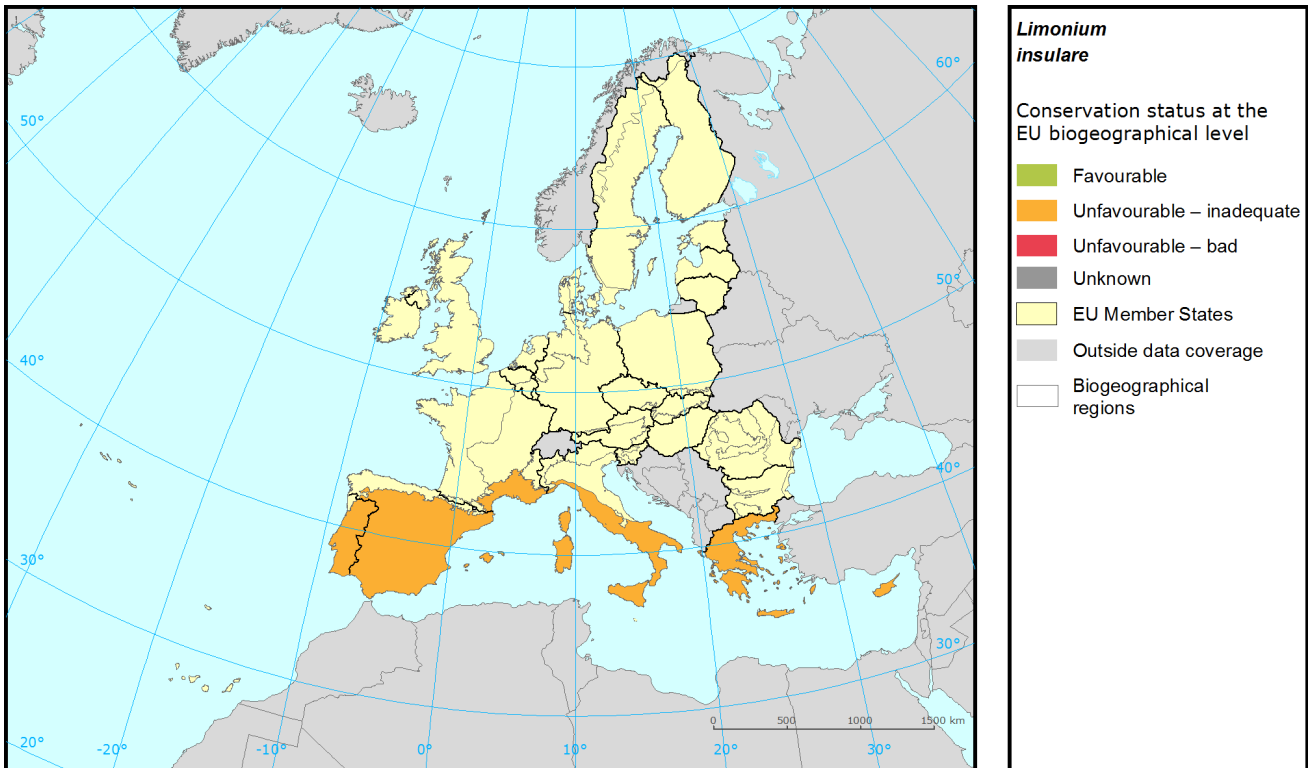 Limonium
insulare
Conservation status at the
EU biogeographical level
Favourable
Unfavourable – inadequate
Unfavourable – bad
Unknown
EU Member States
Outside data coverage
Biogeographical
regions
60°
50°
50°
40°
40°
30°
30°
0 500 1000 1500 km
20° -20° -10° 0° 10° 20° 30°